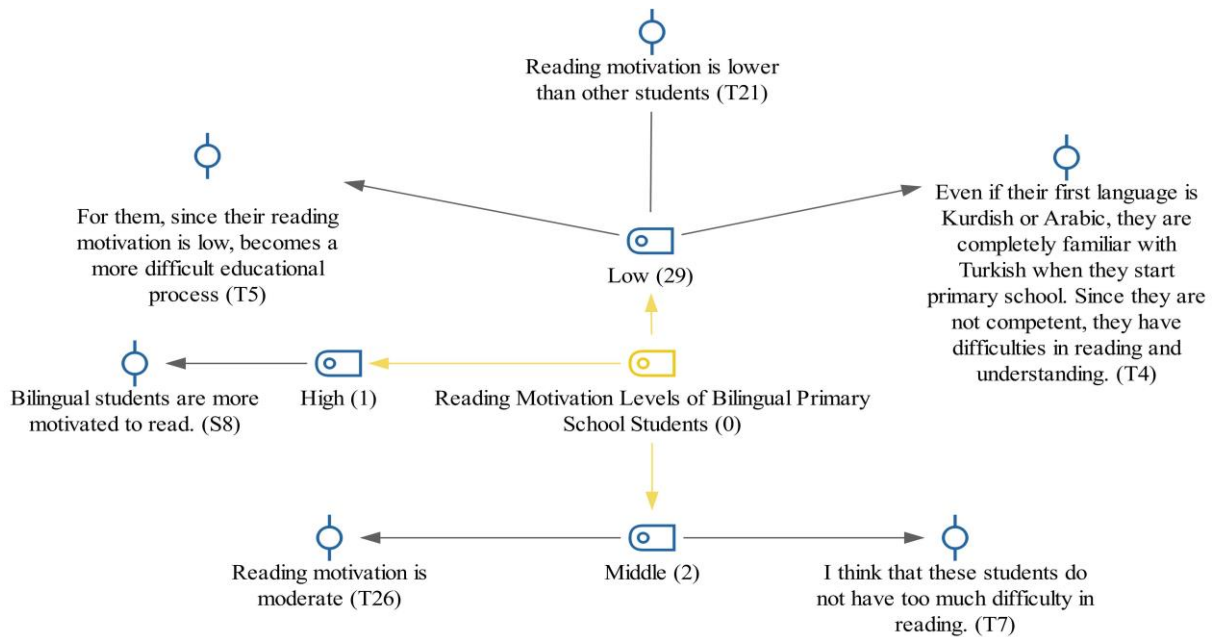 Reading motivation is lower
than other students (T21)
For them, since their reading
motivation is low, becomes a
more difficult educational
process (T5)
Low (29)
Even if their first language is
Kurdish or Arabic, they are
completely familiar with
Turkish when they start
primary school. Since they are
not competent, they have
difficulties in reading and
understanding. (T4)
Bilingual students are more
motivated to read. (S8)
High (1)
Reading Motivation Levels of Bilingual Primary
School Students (0)
Reading motivation is
moderate (T26)
Middle (2)
I think that these students do
not have too much difficulty in
reading. (T7)